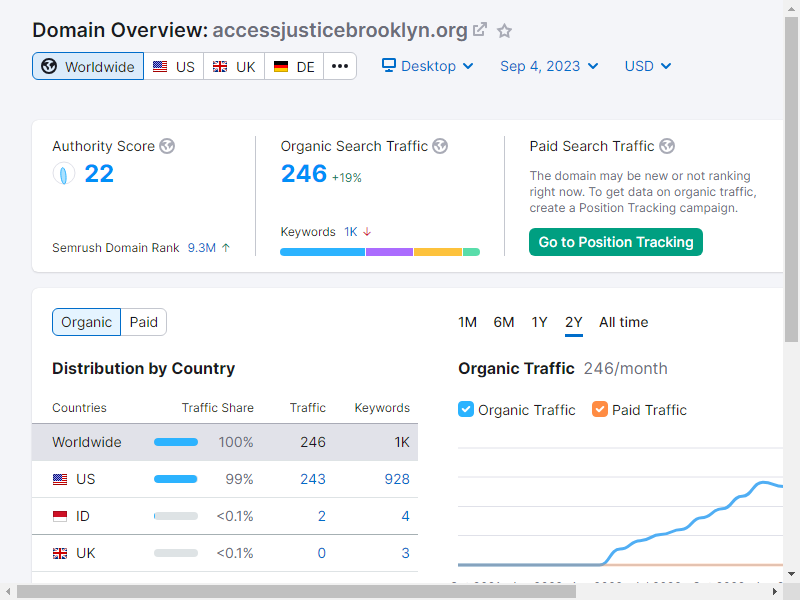 Domain Overview: accessjusticebrooklyn.org
Worldwide US UK DE •••
Desktop Sep 4, 2023 USD
Authority Score
22
Semrush Domain Rank 9.3M ↑
Organic Search Traffic
246 +19%
Keywords 1K ↓
Paid Search Traffic
The domain may be new or not ranking
right now. To get data on organic traffic,
create a Position Tracking campaign.
Go to Position Tracking
Organic Paid
Distribution by Country
Countries Traffic Share Traffic Keywords
Worldwide 100% 246 1K
US 99% 243 928
ID <0.1% 2 4
UK <0.1% 0 3
1M 6M 1Y 2Y All time
Organic Traffic 246/month
Organic Traffic Paid Traffic